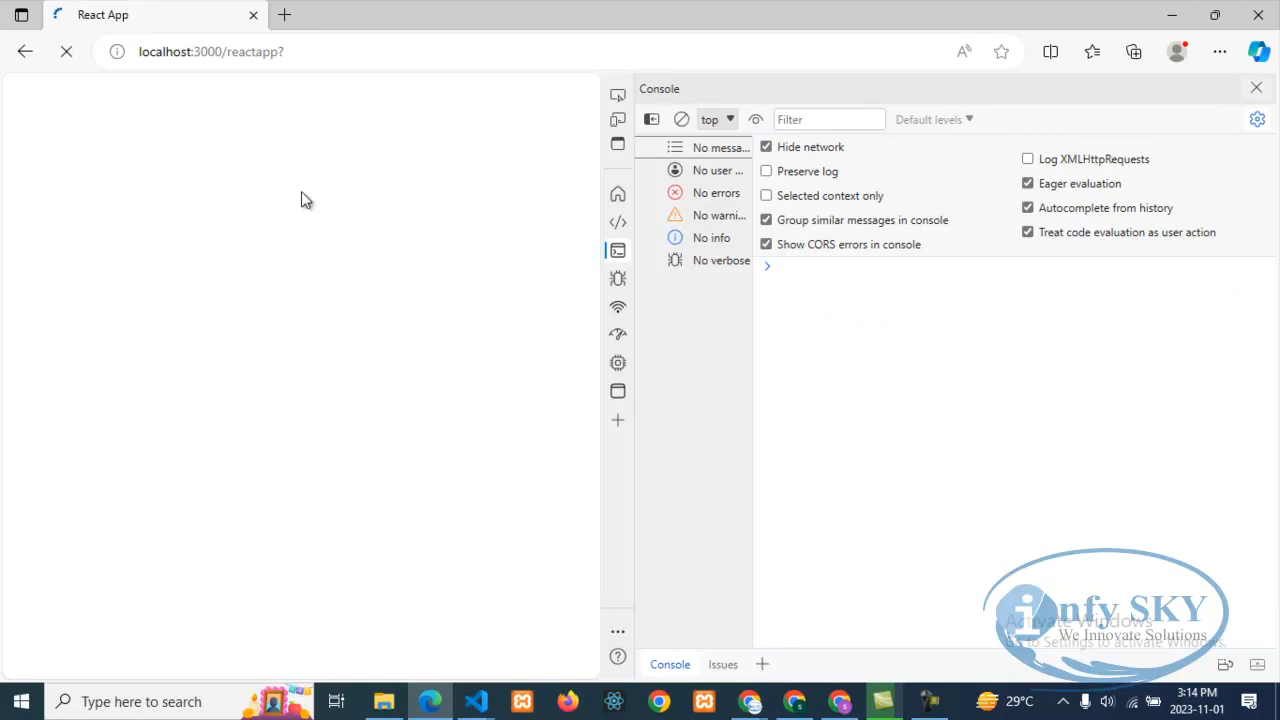 React App
localhost:3000/reactapp?
Console
top
Filter
Default levels
No messa...
No user ...
No errors
No warni...
No info
No verbose
Hide network
Preserve log
Selected context only
Group similar messages in console
Show CORS errors in console
Log XMLHttpRequests
Eager evaluation
Autocomplete from history
Treat code evaluation as user action
infy SKY
We Innovate Solutions
Activate Windows
Go to Settings to activate Windows.
Console
Issues
Type here to search
29°C
3:14 PM
2023-11-01